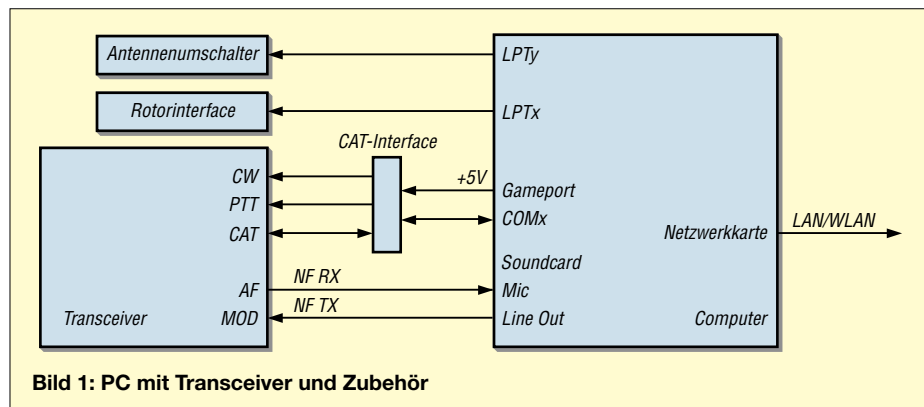 Antennenumschalter
LPTy
Rotorinterface
LPTx
CAT-Interface
CW
+5V
Gameport
PTT
COMx
CAT
Netzwerkkarte
LAN/WLAN
Soundcard
AF
NF RX
Mic
Transceiver
MOD
NF TX
Line Out
Computer
Bild 1: PC mit Transceiver und Zubehör